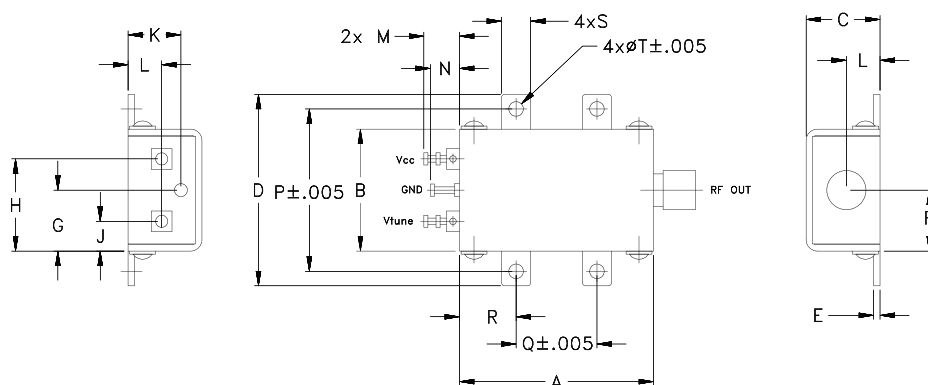 K
L
H
G
J
2x M
N
4xS
4xøT±.005
D
P±.005
B
Vcc
GND
Vtune
RF OUT
R
Q±.005
A
C
L
E